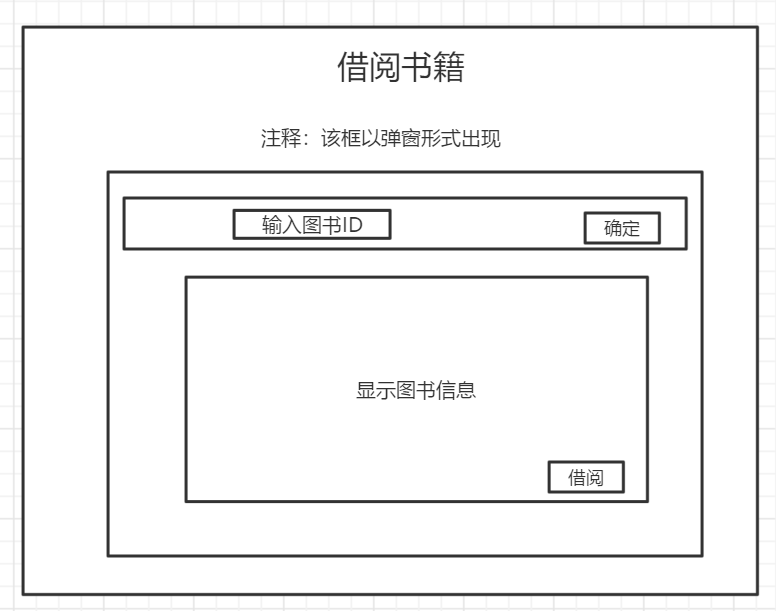 借阅书籍
注释：该框以弹窗形式出现
输入图书ID
确定
显示图书信息
借阅